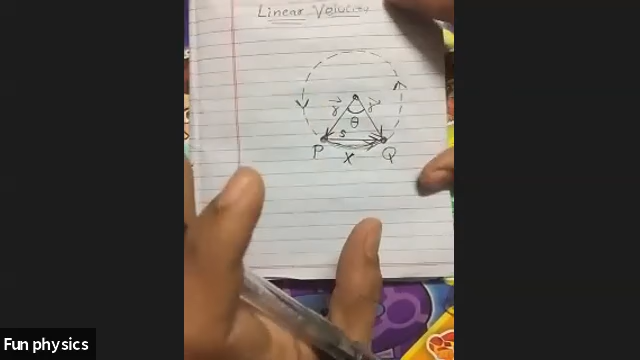 Linear Velocity
r r
θ
s
P Q
x
Fun physics